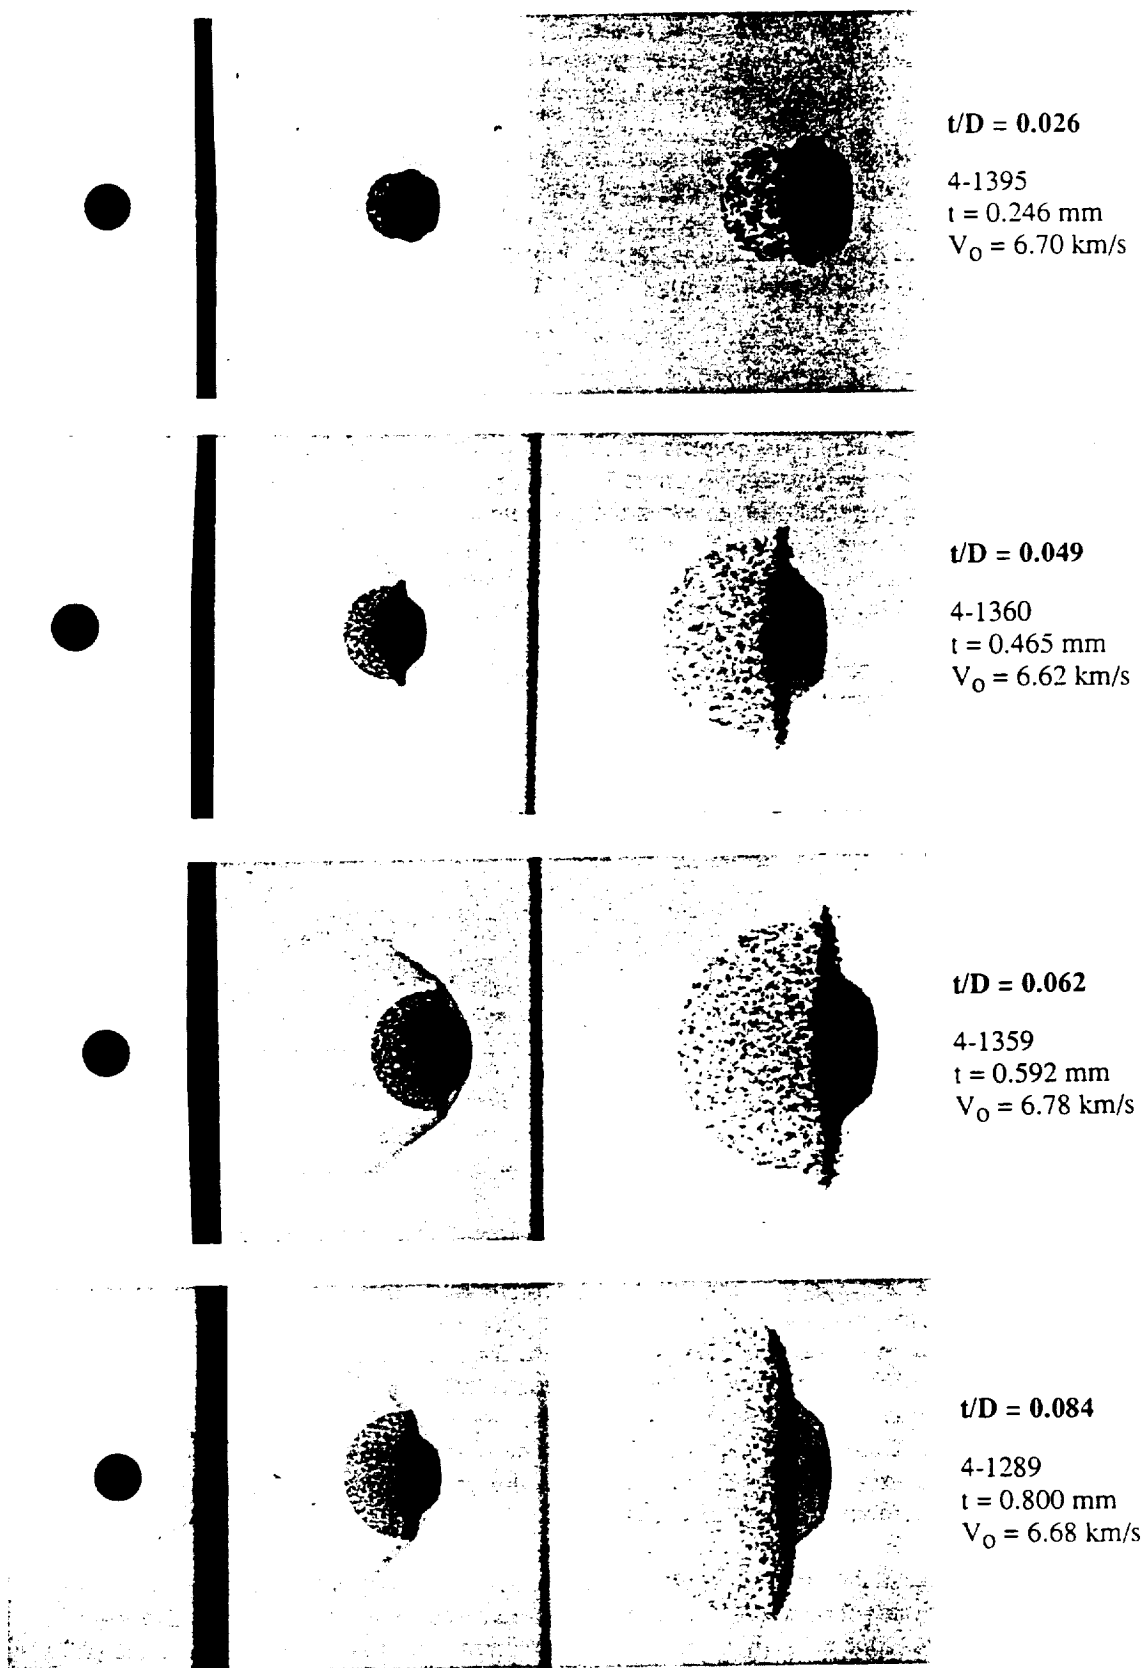 t/D = 0.026
4-1395
t = 0.246 mm
V₀ = 6.70 km/s
t/D = 0.049
4-1360
t = 0.465 mm
V₀ = 6.62 km/s
t/D = 0.062
4-1359
t = 0.592 mm
V₀ = 6.78 km/s
t/D = 0.084
4-1289
t = 0.800 mm
V₀ = 6.68 km/s